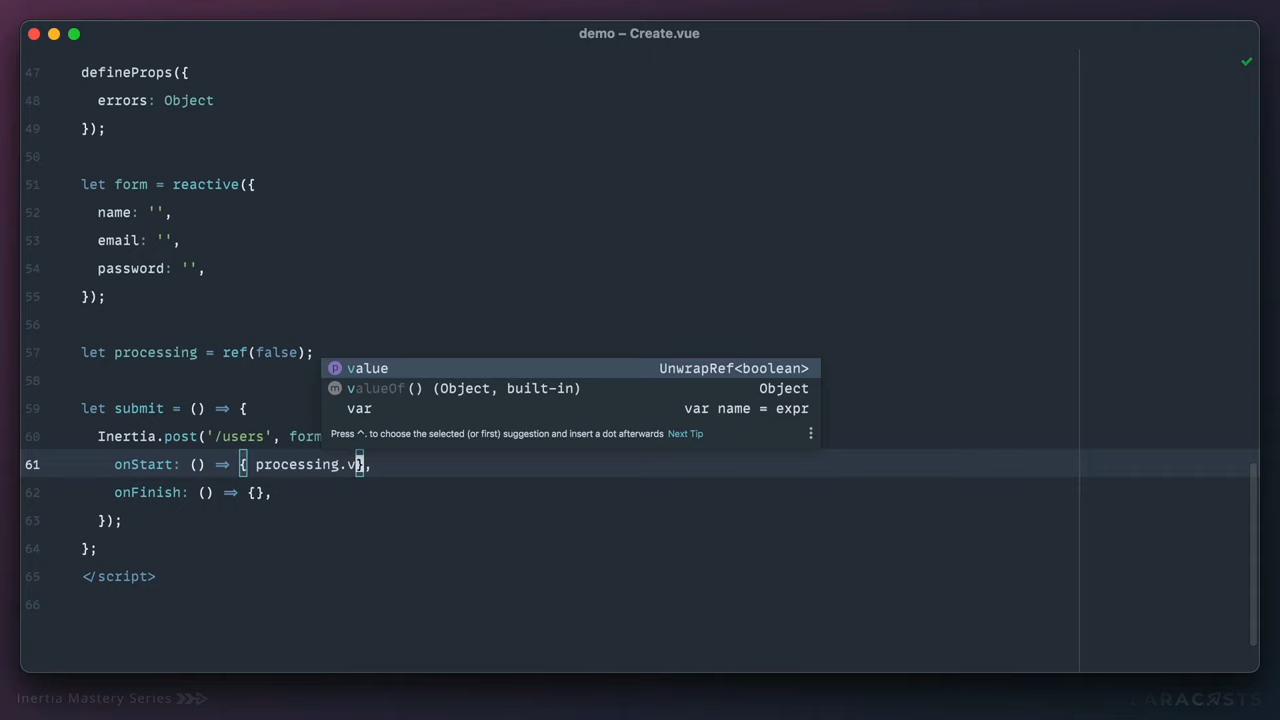 demo – Create.vue
47 defineProps({
48 errors: Object
49 });
50
51 let form = reactive({
52 name: '',
53 email: '',
54 password: '',
55 });
56
57 let processing = ref(false);
58
59 let submit = () => {
60 Inertia.post('/users', form
61 onStart: () => { processing.v},
62 onFinish: () => {},
63 });
64 };
65 </script>
66
p value UnwrapRef<boolean>
m valueOf() (Object, built-in) Object
var var name = expr
Press ^. to choose the selected (or first) suggestion and insert a dot afterwards Next Tip
Inertia Mastery Series
LARACASTS